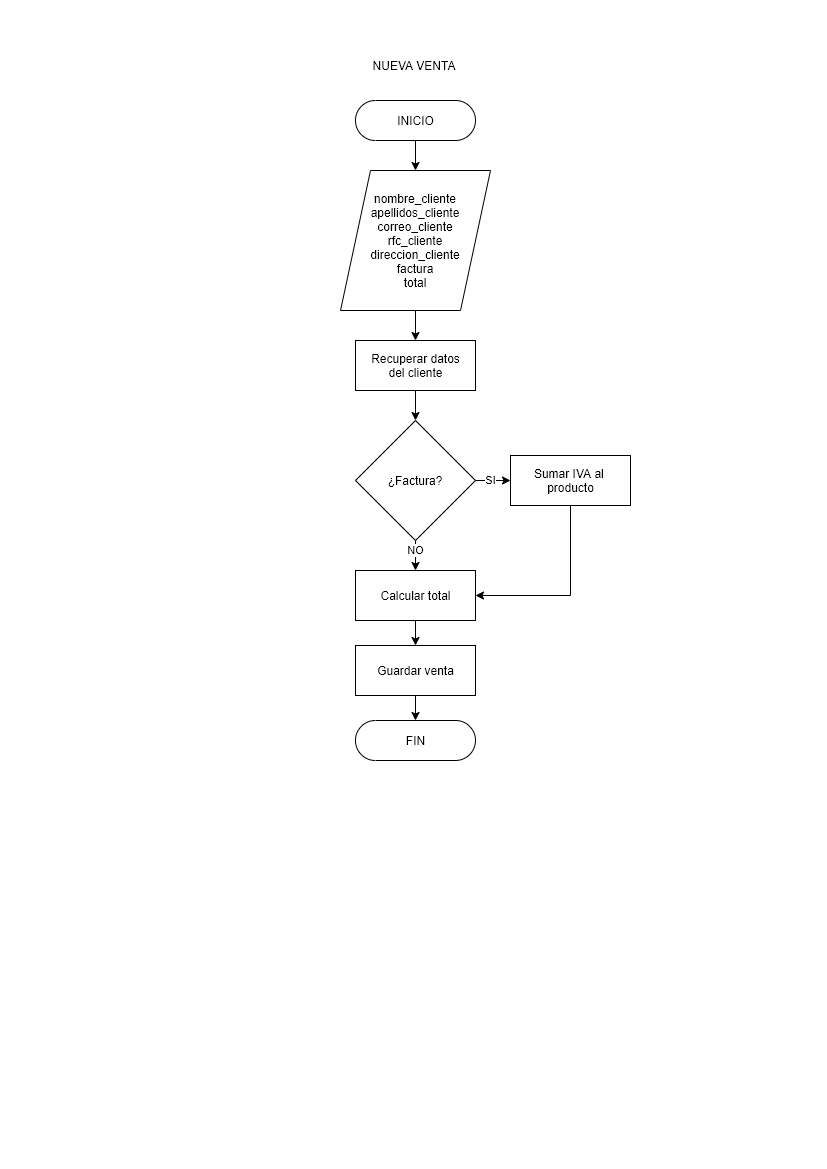 NUEVA VENTA
INICIO
nombre_cliente
apellidos_cliente
correo_cliente
rfc_cliente
direccion_cliente
factura
total
Recuperar datos
del cliente
¿Factura?
SI
Sumar IVA al
producto
NO
Calcular total
Guardar venta
FIN